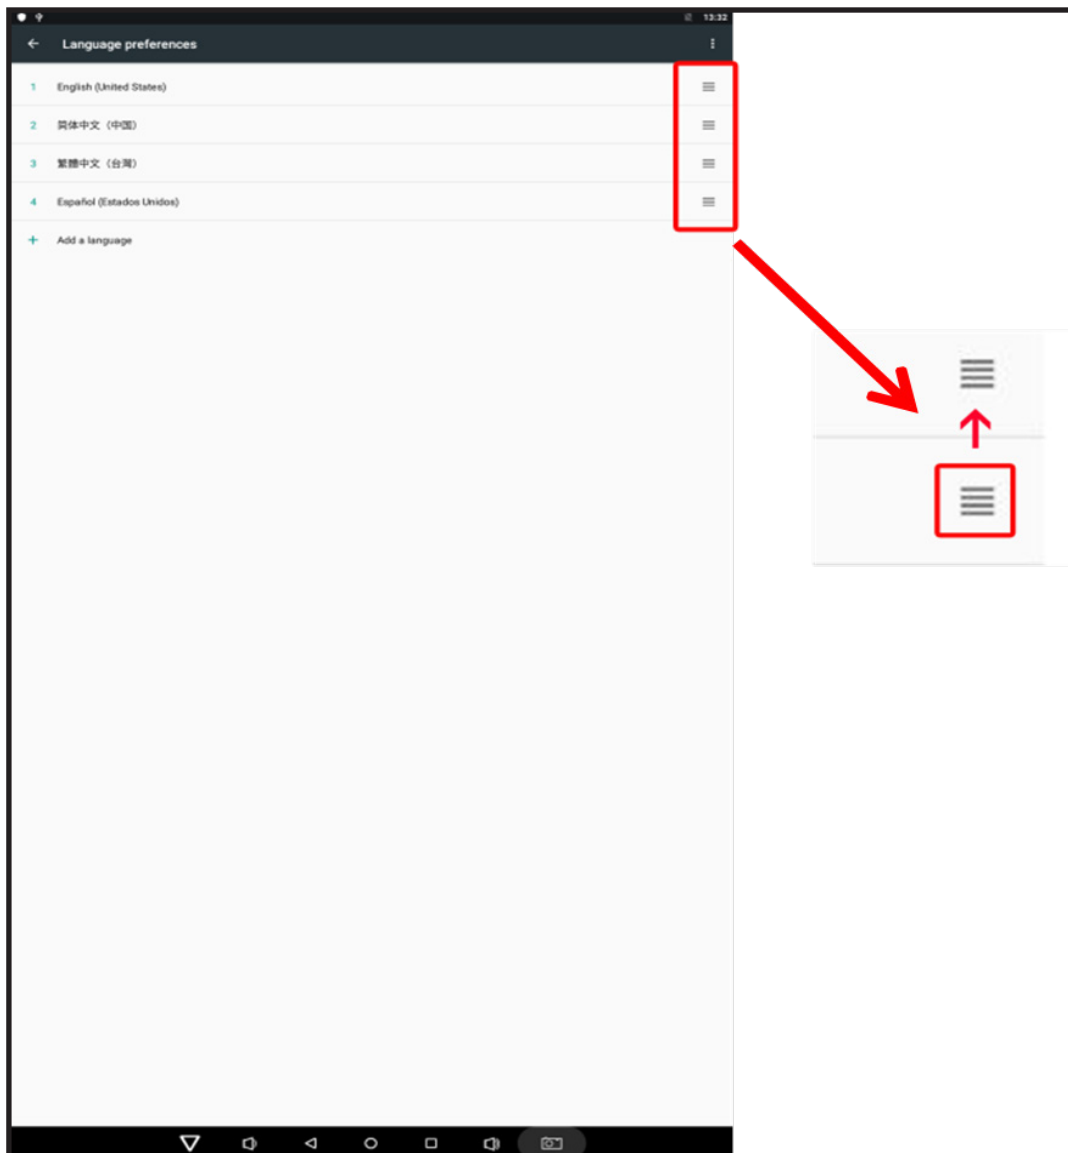 13:32
Language preferences
1 English (United States)
2 简体中文（中国）
3 繁體中文（台灣）
4 Español (Estados Unidos)
+ Add a language